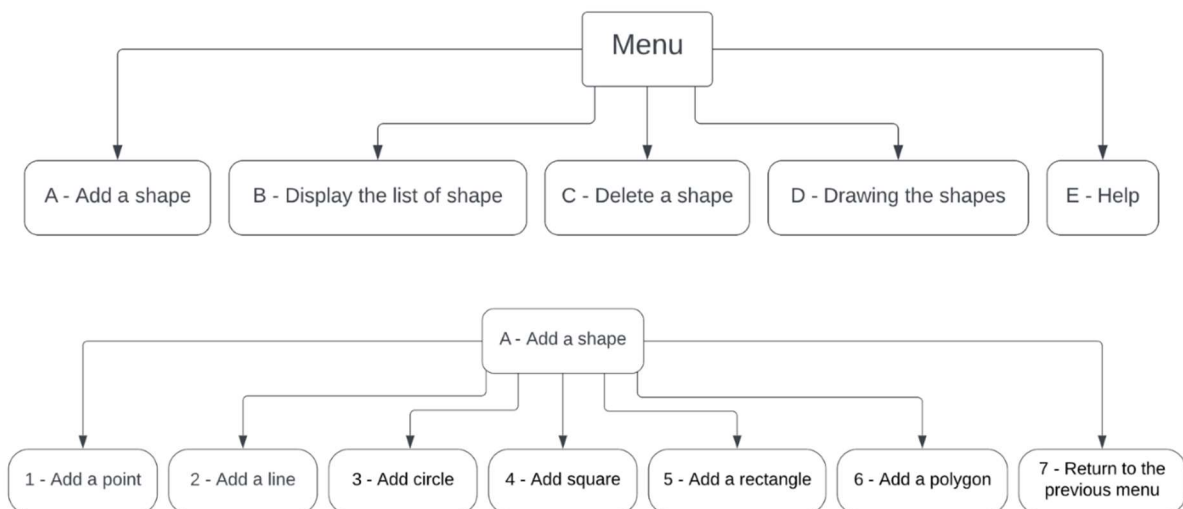 Menu
A - Add a shape
B - Display the list of shape
C - Delete a shape
D - Drawing the shapes
E - Help
A - Add a shape
1 - Add a point
2 - Add a line
3 - Add circle
4 - Add square
5 - Add a rectangle
6 - Add a polygon
7 - Return to the
previous menu